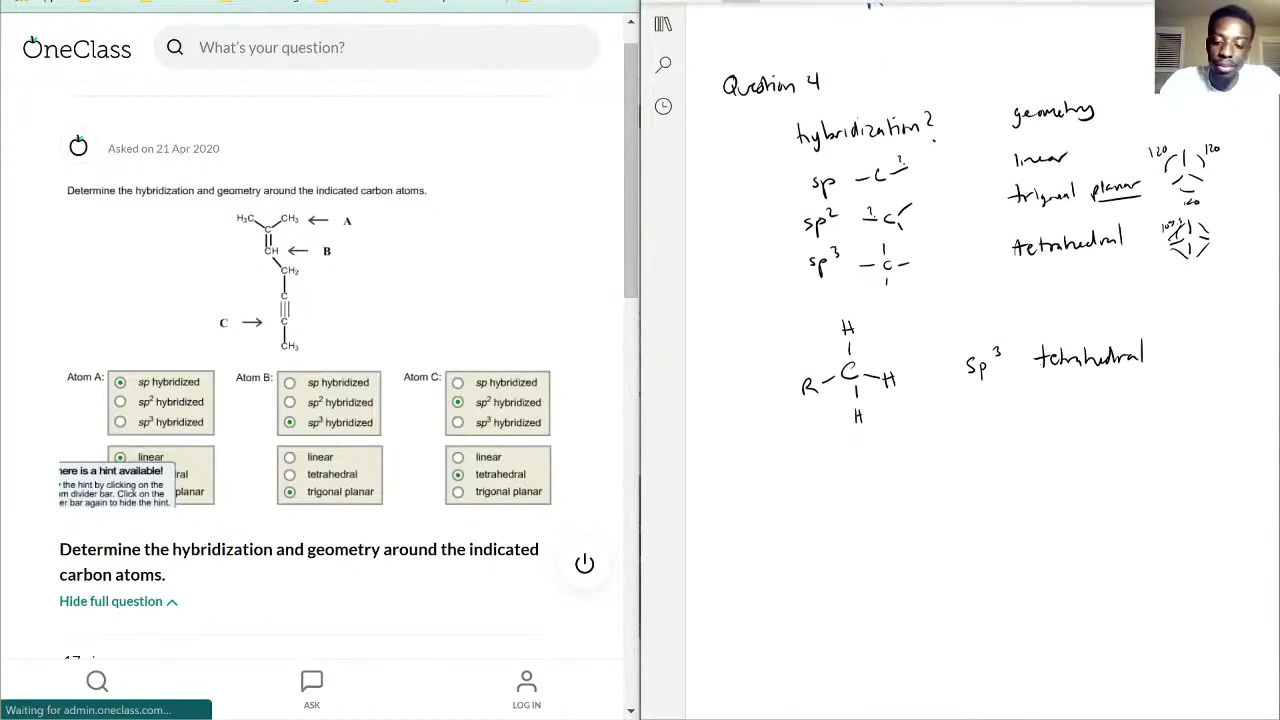 OneClass
What's your question?
Asked on 21 Apr 2020
Determine the hybridization and geometry around the indicated carbon atoms.
H₃C CH₃ A
C
CH B
CH₂
C
C C
CH₃
Atom A: sp hybridized
sp² hybridized
sp³ hybridized
linear
ral
planar
Atom B: sp hybridized
sp² hybridized
sp³ hybridized
linear
tetrahedral
trigonal planar
Atom C: sp hybridized
sp² hybridized
sp³ hybridized
linear
tetrahedral
trigonal planar
here is a hint available!
the hint by clicking on the
m divider bar. Click on the
er bar again to hide the hint.
Determine the hybridization and geometry around the indicated
carbon atoms.
Hide full question
ASK
LOG IN
Waiting for admin.oneclass.com...
Question 4
hybridization? geometry
sp C ? linear 120 120
sp² ? C trigonal planar 120
sp³ C tetrahedral
H
R C H sp³ tetrahedral
H